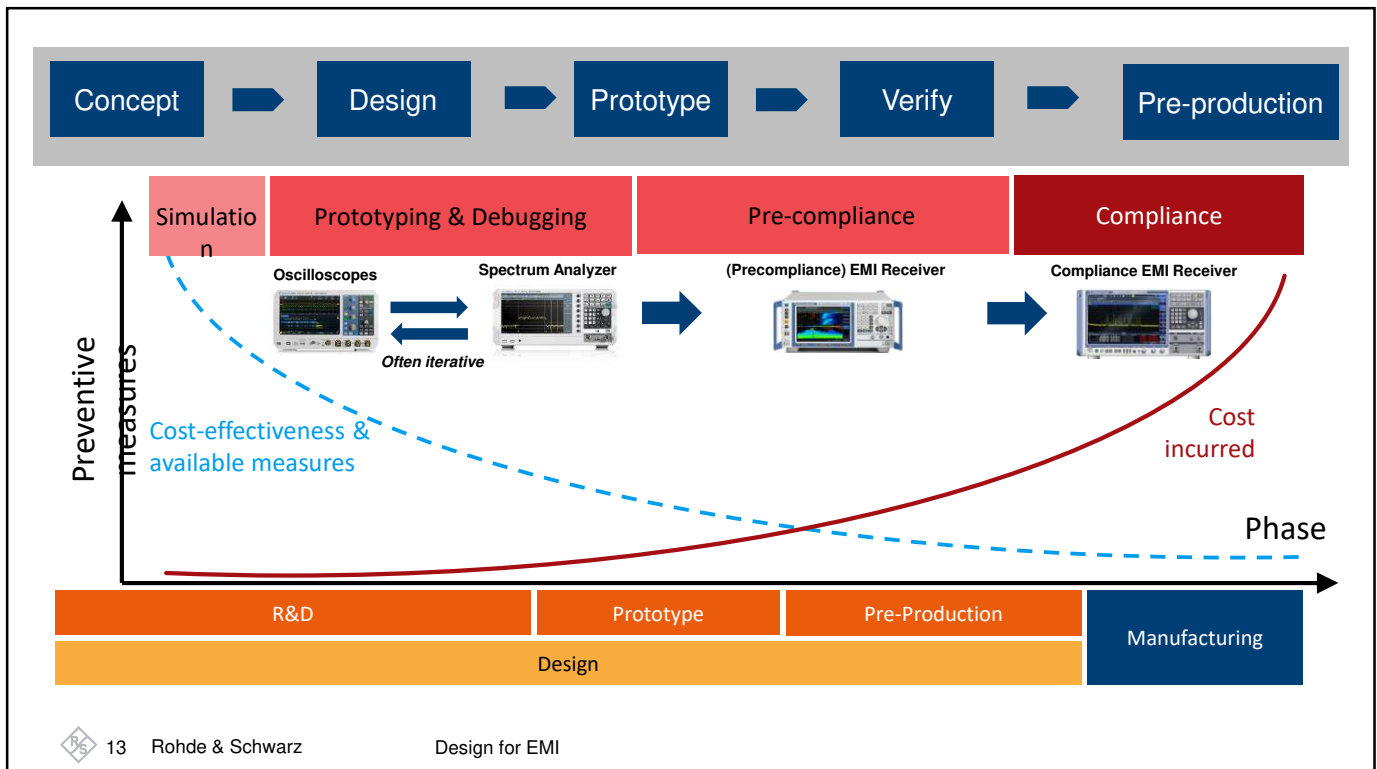 Concept
Design
Prototype
Verify
Pre-production
Simulatio
n
Prototyping & Debugging
Pre-compliance
Compliance
Oscilloscopes
Spectrum Analyzer
(Precompliance) EMI Receiver
Compliance EMI Receiver
Often iterative
Preventive
measures
Cost-effectiveness &
available measures
Cost
incurred
Phase
R&D
Prototype
Pre-Production
Manufacturing
Design
R&S
13 Rohde & Schwarz Design for EMI